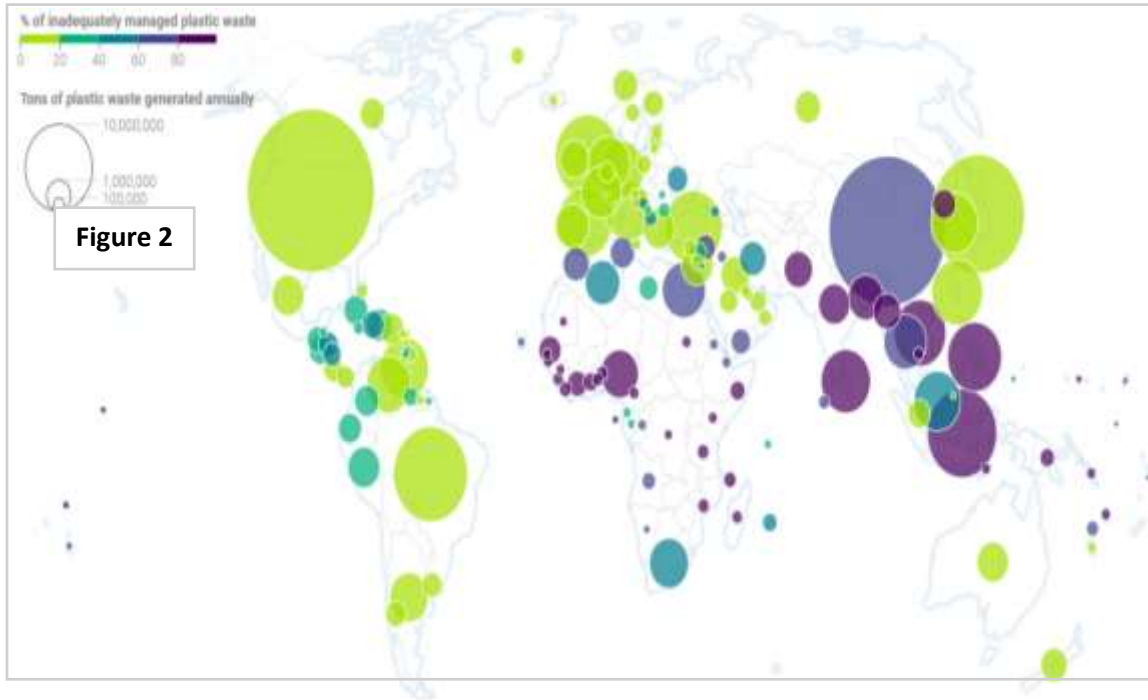 % of inadequately managed plastic waste
0 20 40 60 80
Tons of plastic waste generated annually
10,000,000
1,000,000
100,000
Figure 2